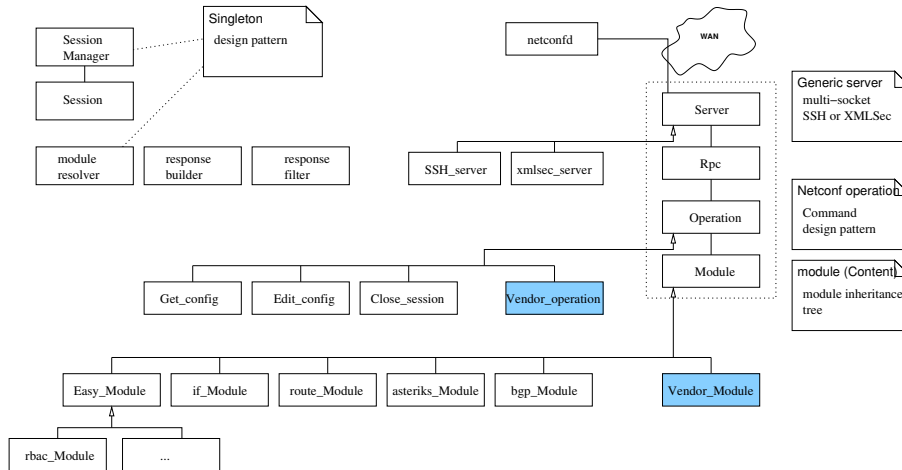 Singleton
design pattern
Session
Manager
Session
module
resolver
response
builder
response
filter
netconfd
WAN
Server
Rpc
Operation
Module
SSH_server
xmlsec_server
Generic server
multi−socket
SSH or XMLSec
Netconf operation
Command
design pattern
module (Content)
module inheritance
tree
Get_config
Edit_config
Close_session
Vendor_operation
Easy_Module
if_Module
route_Module
asteriks_Module
bgp_Module
Vendor_Module
rbac_Module
...